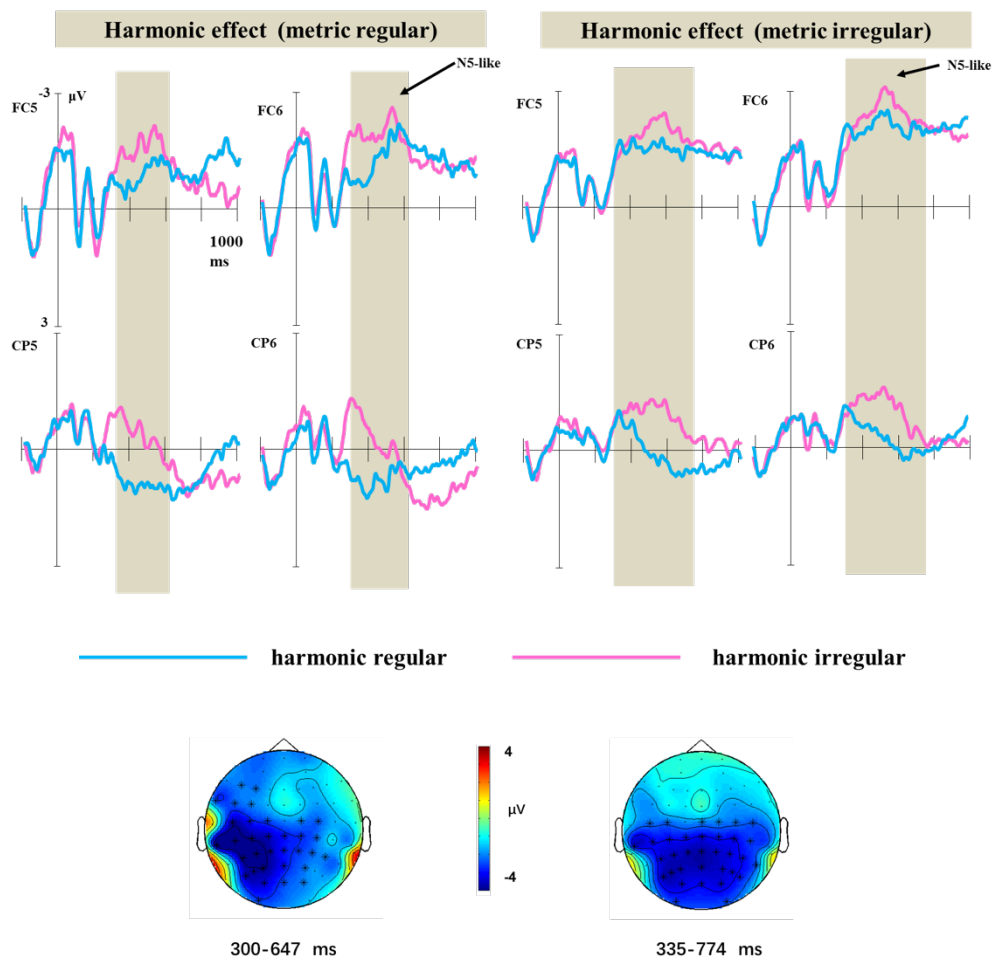 Harmonic effect (metric regular)
Harmonic effect (metric irregular)
N5-like
N5-like
-3
µV
FC5
FC6
FC5
FC6
1000
ms
3
CP5
CP6
CP5
CP6
harmonic regular
harmonic irregular
4
µV
-4
300-647 ms
335-774 ms